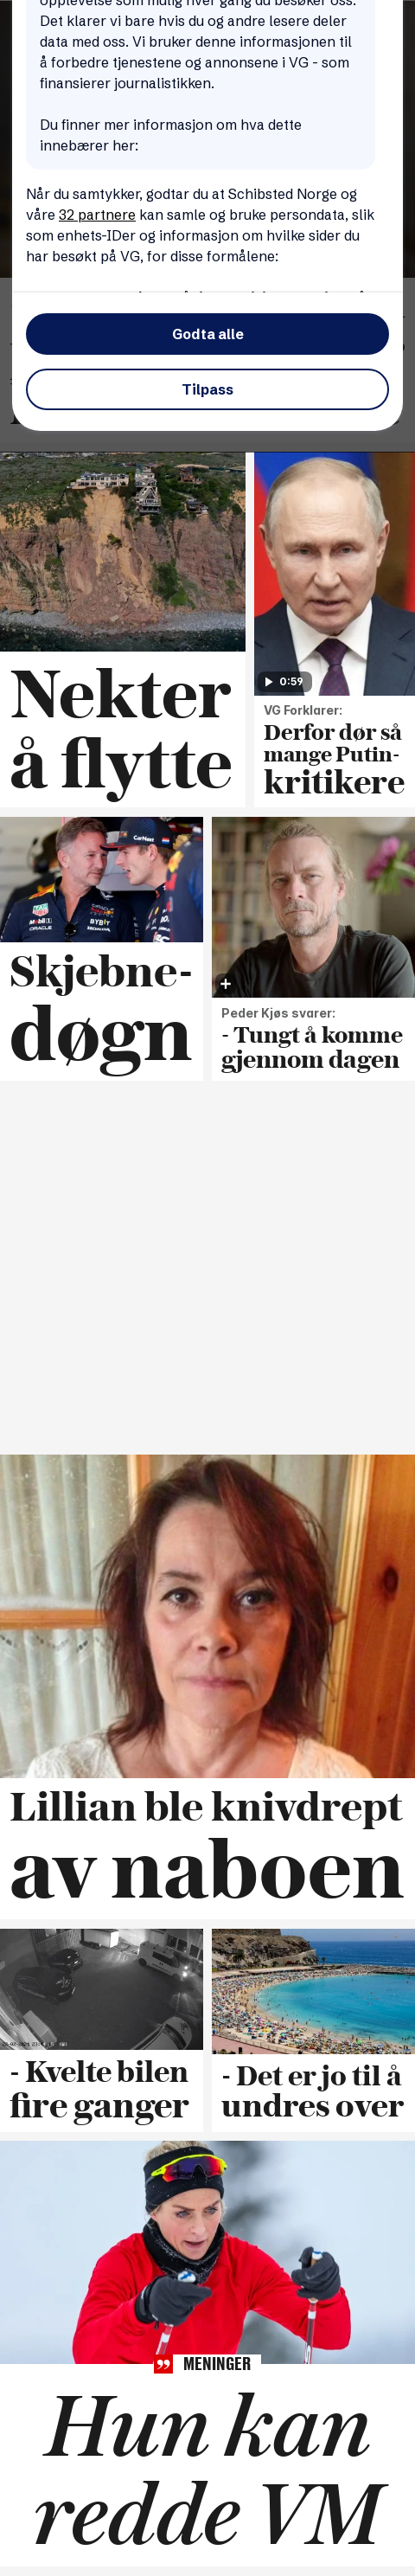 opplevelse som mulig hver gang du besøker oss.
Det klarer vi bare hvis du og andre lesere deler
data med oss. Vi bruker denne informasjonen til
å forbedre tjenestene og annonsene i VG - som
finansierer journalistikken.
Du finner mer informasjon om hva dette
innebærer her:
Når du samtykker, godtar du at Schibsted Norge og
våre 32 partnere kan samle og bruke persondata, slik
som enhets-IDer og informasjon om hvilke sider du
har besøkt på VG, for disse formålene:
Godta alle
Tilpass
Nekter
å flytte
0:59
VG Forklarer:
Derfor dør så
mange Putin-
kritikere
CarNext
Mobil 1
BYBIT
ORACLE
HONDA
Skjebne-
døgn
Peder Kjøs svarer:
- Tungt å komme
gjennom dagen
Lillian ble knivdrept
av naboen
- Kvelte bilen
fire ganger
- Det er jo til å
undres over
MENINGER
Hun kan
redde VM